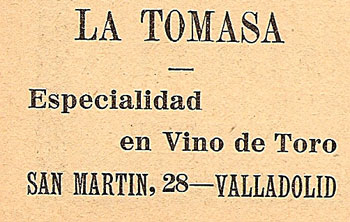 LA TOMASA
—
Especialidad
en Vino de Toro
SAN MARTIN, 28—VALLADOLID